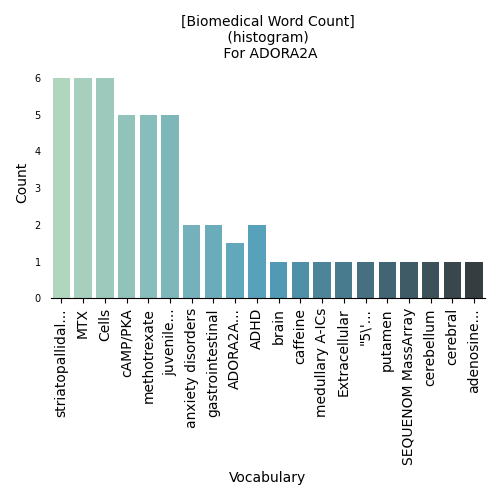 [Biomedical Word Count]
(histogram)
For ADORA2A
Count
6
5
4
3
2
1
0
striatopallidal...
MTX
Cells
cAMP/PKA
methotrexate
juvenile...
anxiety disorders
gastrointestinal
ADORA2A...
ADHD
brain
caffeine
medullary A-ICs
Extracellular
"5\'...
putamen
SEQUENOM MassArray
cerebellum
cerebral
adenosine...
Vocabulary